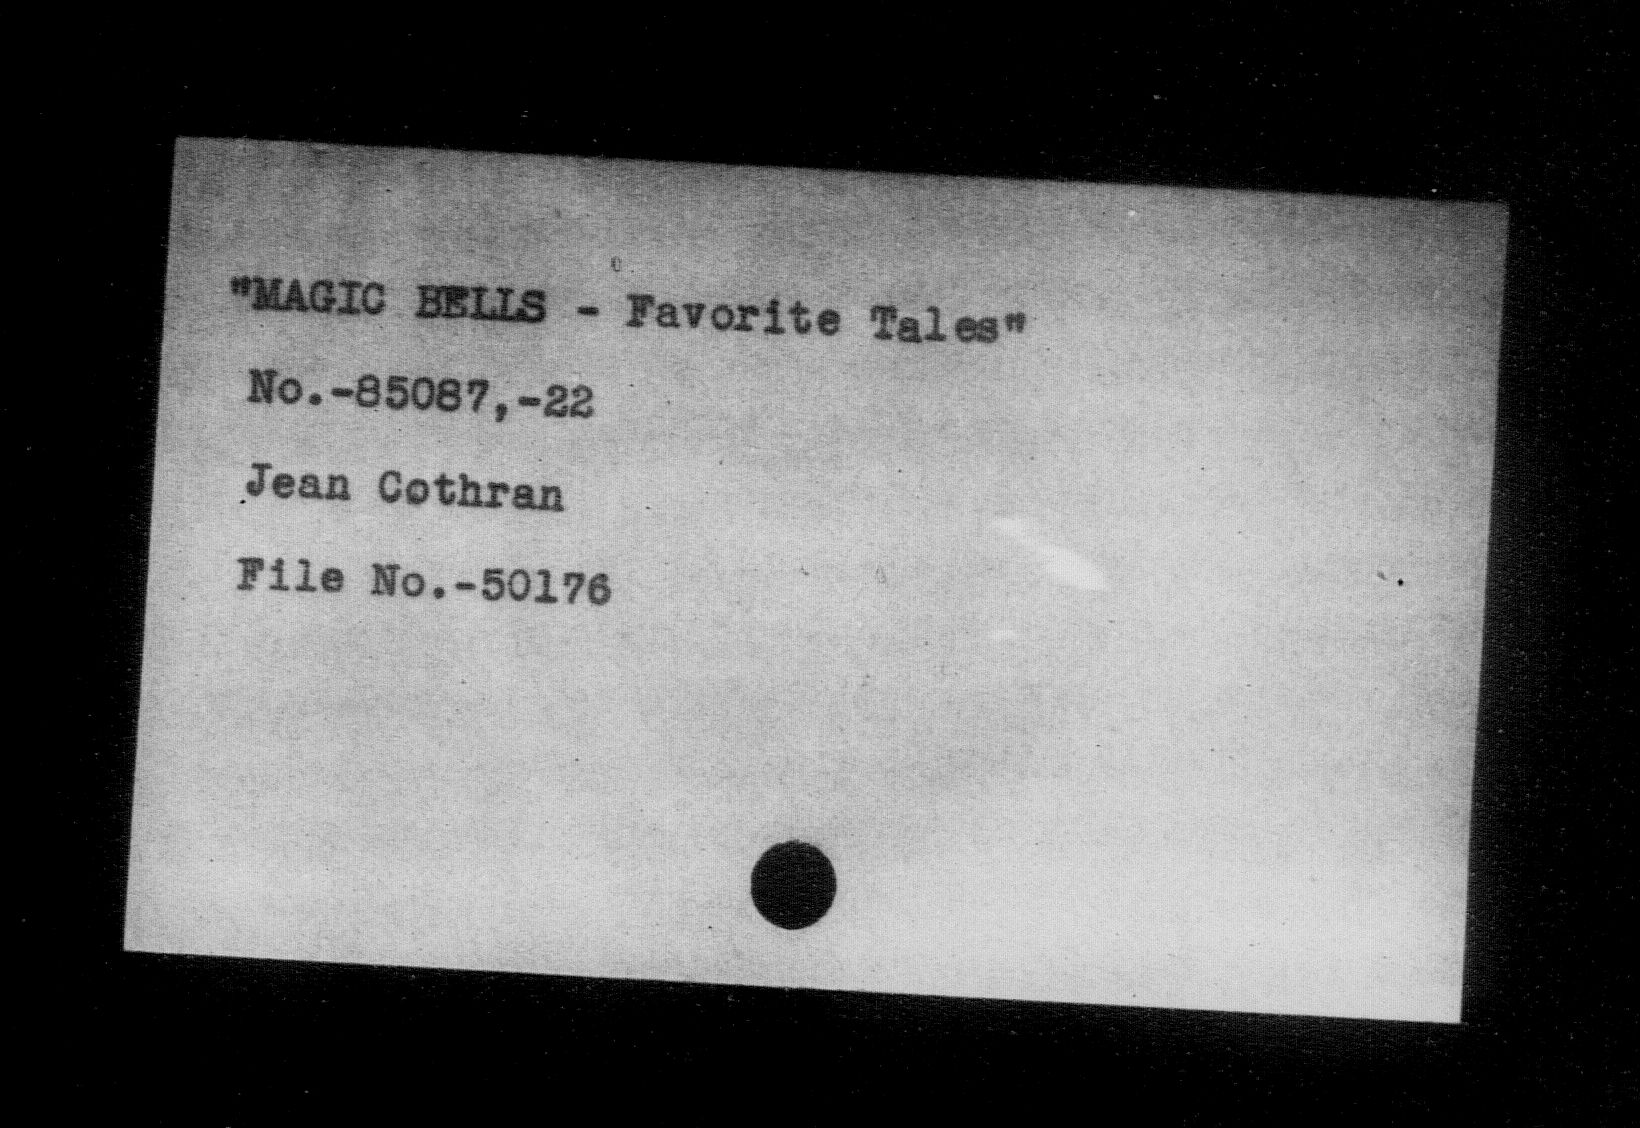 "MAGIC BELLS - Favorite Tales"
No.-85087,-22
Jean Cothran
File No.-50176